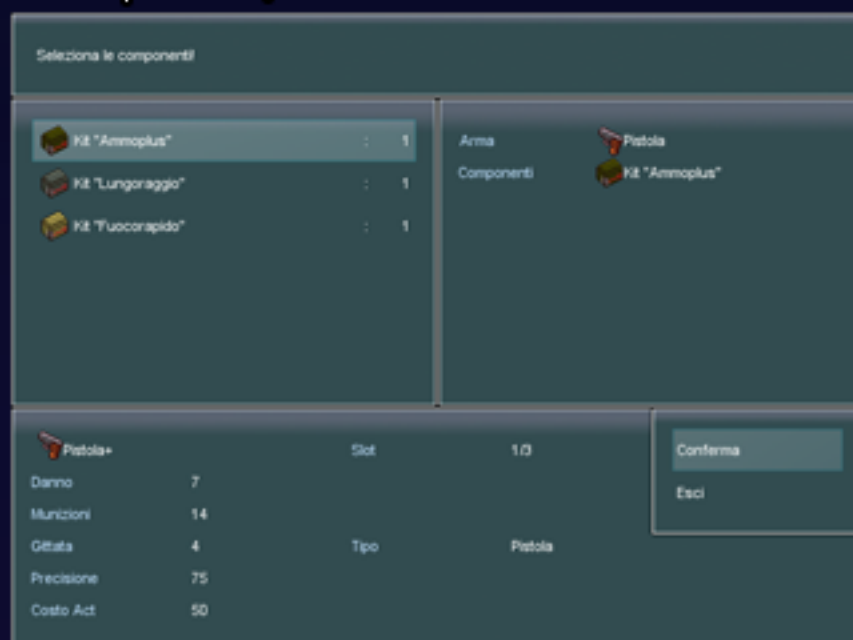 Seleziona le componenti!
Kit "Ammoplus" : 1
Kit "Lungoraggio" : 1
Kit "Fuocorapido" : 1
Arma Pistola
Componenti Kit "Ammoplus"
Pistola+ Slot 1/3
Danno 7
Munizioni 14
Gittata 4 Tipo Pistola
Precisione 75
Costo Act 50
Conferma
Esci